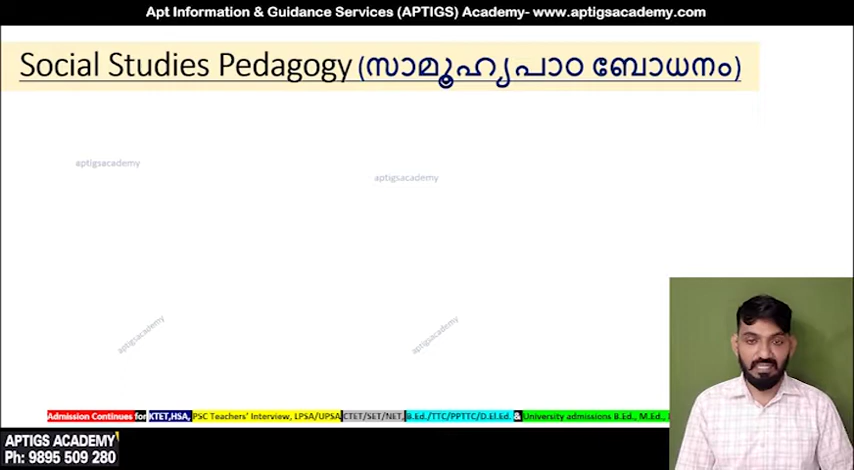 Apt Information & Guidance Services (APTIGS) Academy- www.aptigsacademy.com
Social Studies Pedagogy (സാമൂഹ്യപാഠ ബോധനം)
aptigsacademy
aptigsacademy
aptigsacademy
aptigsacademy
Admission Continues for KTET,HSA, PSC Teachers' Interview, LPSA/UPSA, CTET/SET/NET, B.Ed./TTC/PPTTC/D.El.Ed. & University admissions B.Ed., M.Ed.,
APTIGS ACADEMY
Ph: 9895 509 280